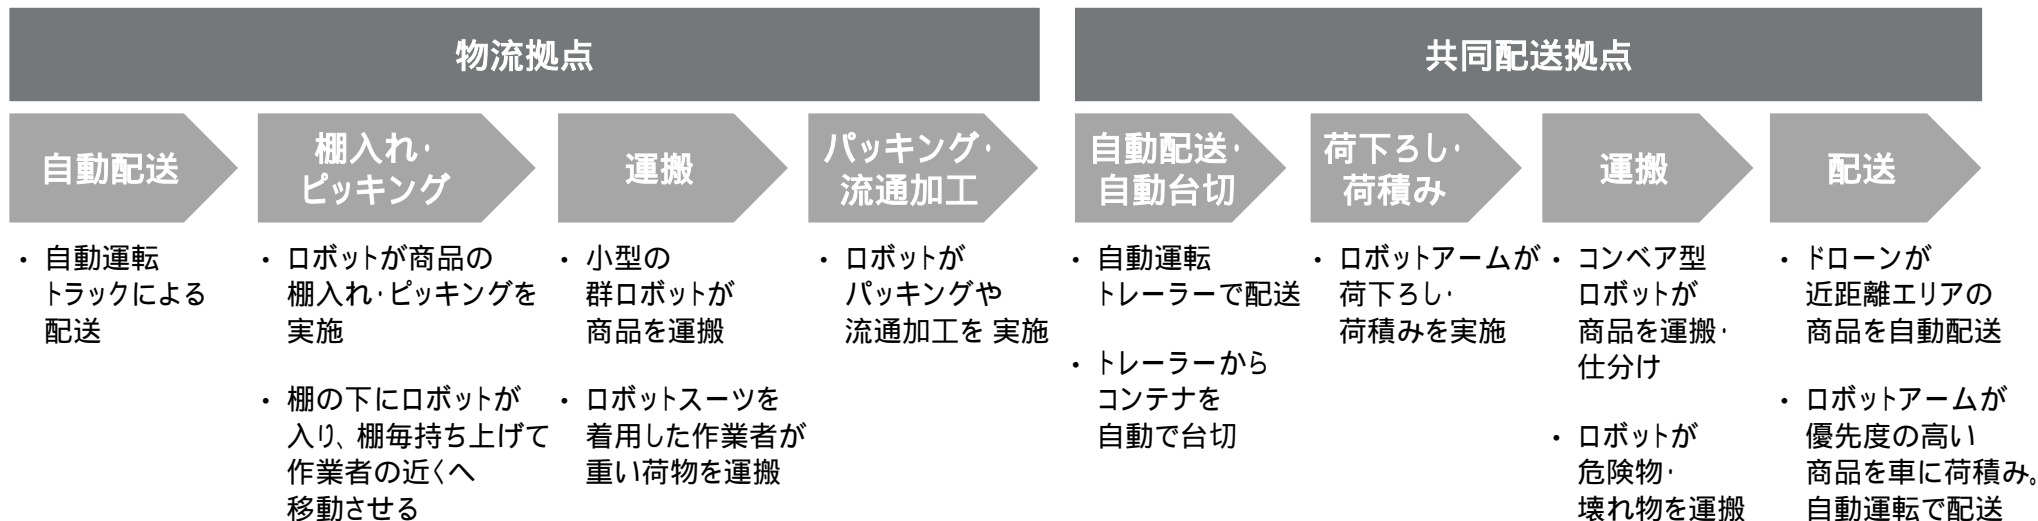 物流拠点
共同配送拠点
自動配送
棚入れ・
ピッキング
運搬
パッキング・
流通加工
自動配送・
自動台切
荷下ろし・
荷積み
運搬
配送
・ 自動運転
トラックによる
配送
・ ロボットが商品の
棚入れ・ピッキングを
実施
・ 棚の下にロボットが
入り、棚毎持ち上げて
作業者の近くへ
移動させる
・ 小型の
群ロボットが
商品を運搬
・ ロボットスーツを
着用した作業者が
重い荷物を運搬
・ ロボットが
パッキングや
流通加工を 実施
・ 自動運転
トレーラーで配送
・ トレーラーから
コンテナを
自動で台切
・ ロボットアームが
荷下ろし・
荷積みを実施
・ コンベア型
ロボットが
商品を運搬・
仕分け
・ ロボットが
危険物・
壊れ物を運搬
・ ドローンが
近距離エリアの
商品を自動配送
・ ロボットアームが
優先度の高い
商品を車に荷積み。
自動運転で配送